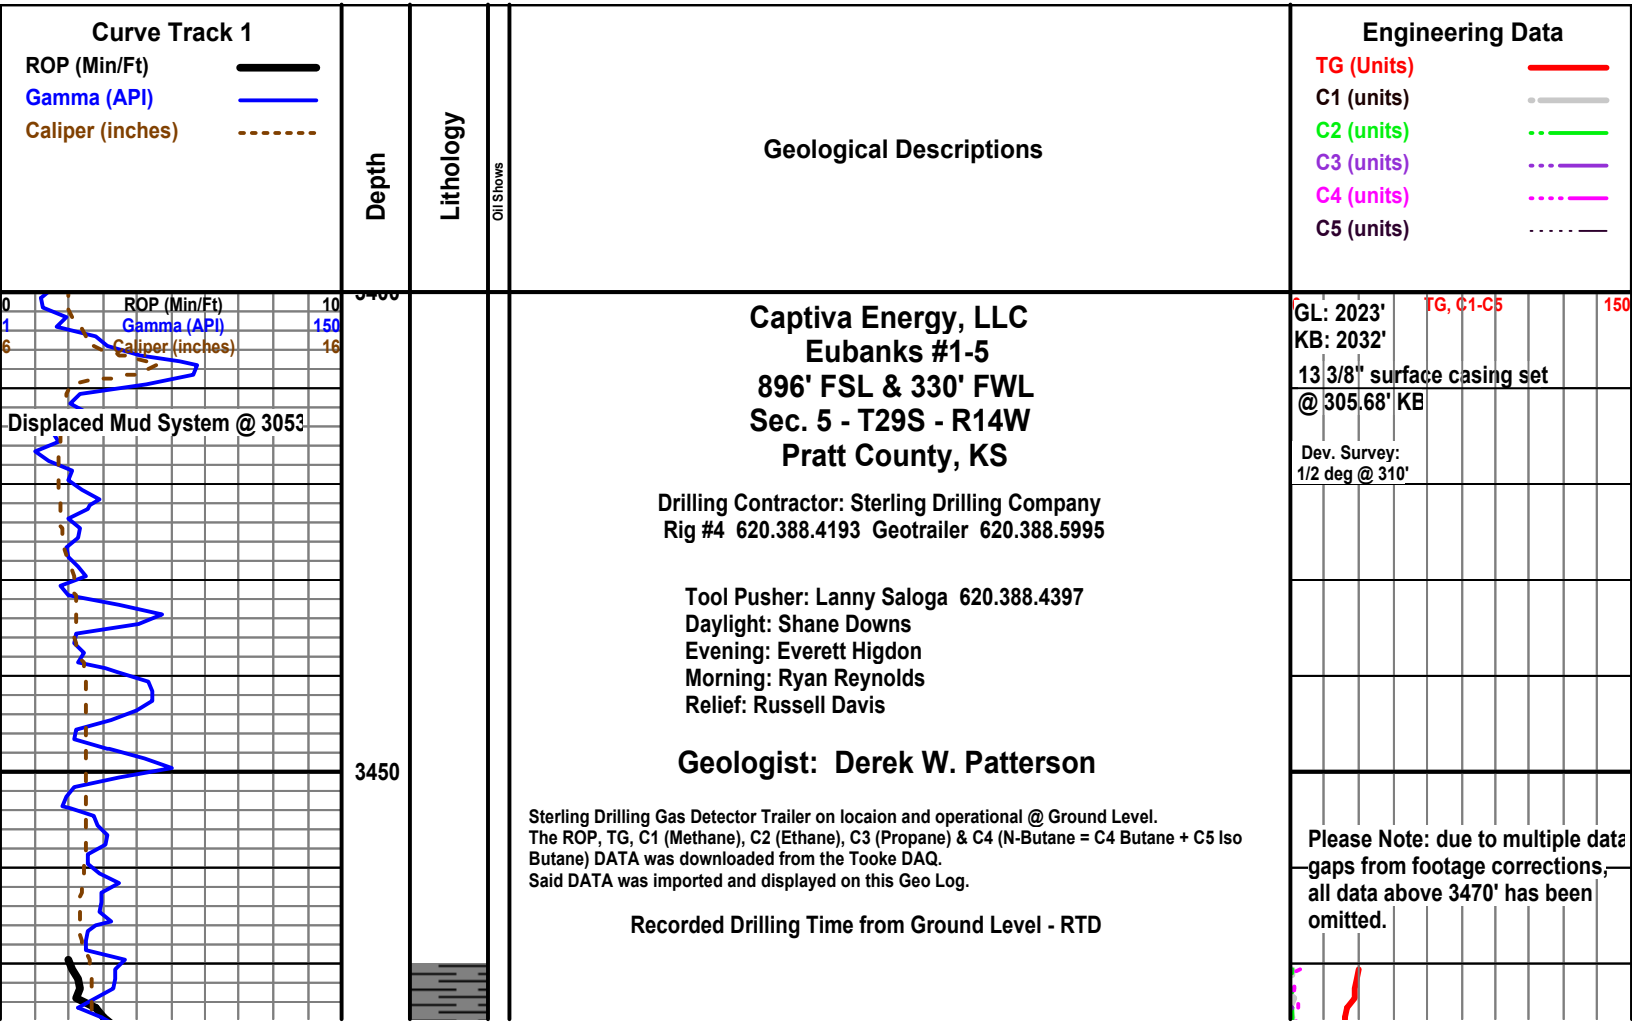 Curve Track 1
ROP (Min/Ft)
Gamma (API)
Caliper (inches)
Depth
Lithology
Oil Shows
Geological Descriptions
Engineering Data
TG (Units)
C1 (units)
C2 (units)
C3 (units)
C4 (units)
C5 (units)
0 ROP (Min/Ft) 10
1 Gamma (API) 150
6 Caliper (inches) 16
Displaced Mud System @ 3053
3400
3450
Captiva Energy, LLC
Eubanks #1-5
896' FSL & 330' FWL
Sec. 5 - T29S - R14W
Pratt County, KS
Drilling Contractor: Sterling Drilling Company
Rig #4 620.388.4193 Geotrailer 620.388.5995
Tool Pusher: Lanny Saloga 620.388.4397
Daylight: Shane Downs
Evening: Everett Higdon
Morning: Ryan Reynolds
Relief: Russell Davis
Geologist: Derek W. Patterson
Sterling Drilling Gas Detector Trailer on locaion and operational @ Ground Level.
The ROP, TG, C1 (Methane), C2 (Ethane), C3 (Propane) & C4 (N-Butane = C4 Butane + C5 Iso
Butane) DATA was downloaded from the Tooke DAQ.
Said DATA was imported and displayed on this Geo Log.
Recorded Drilling Time from Ground Level - RTD
TG, C1-C5 150
GL: 2023'
KB: 2032'
13 3/8" surface casing set
@ 305.68' KB
Dev. Survey:
1/2 deg @ 310'
Please Note: due to multiple data
gaps from footage corrections,
all data above 3470' has been
omitted.